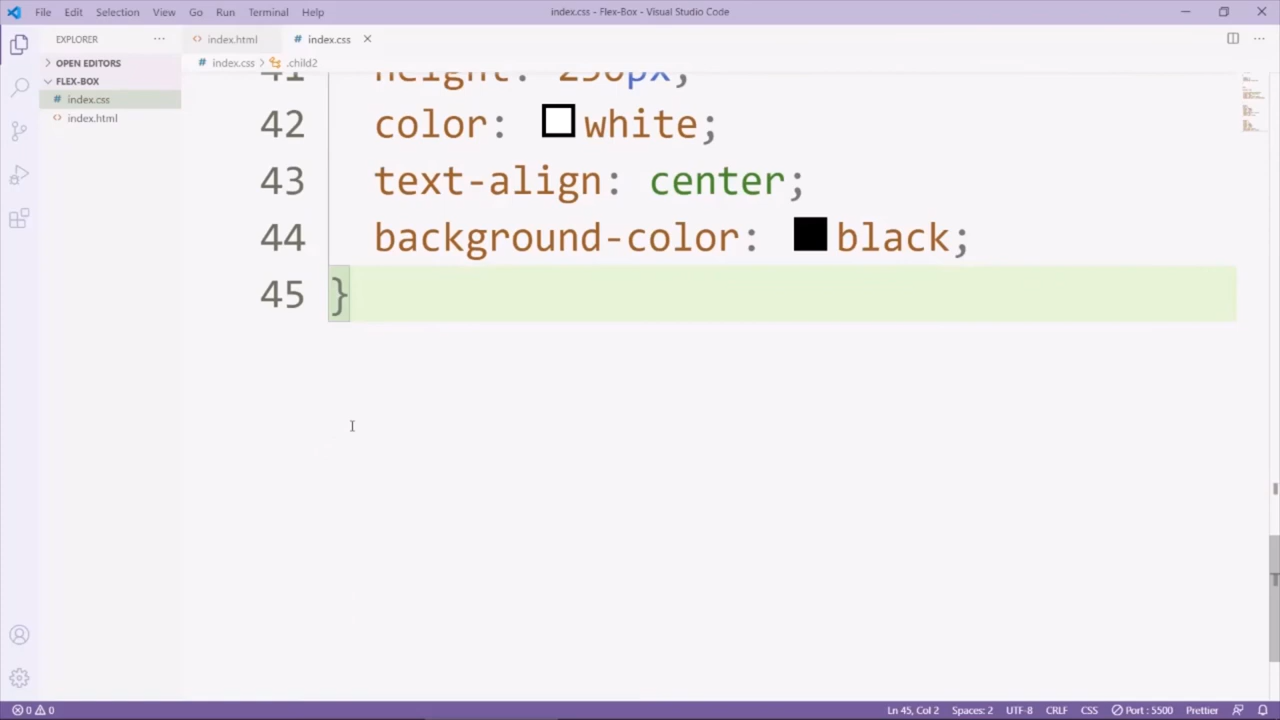 File Edit Selection View Go Run Terminal Help
index.css - Flex-Box - Visual Studio Code
EXPLORER
OPEN EDITORS
FLEX-BOX
# index.css
<> index.html
<> index.html
# index.css
# index.css > .child2
41 height: 250px;
42 color: white;
43 text-align: center;
44 background-color: black;
45 }
0 0
Ln 45, Col 2 Spaces: 2 UTF-8 CRLF CSS Port : 5500 Prettier